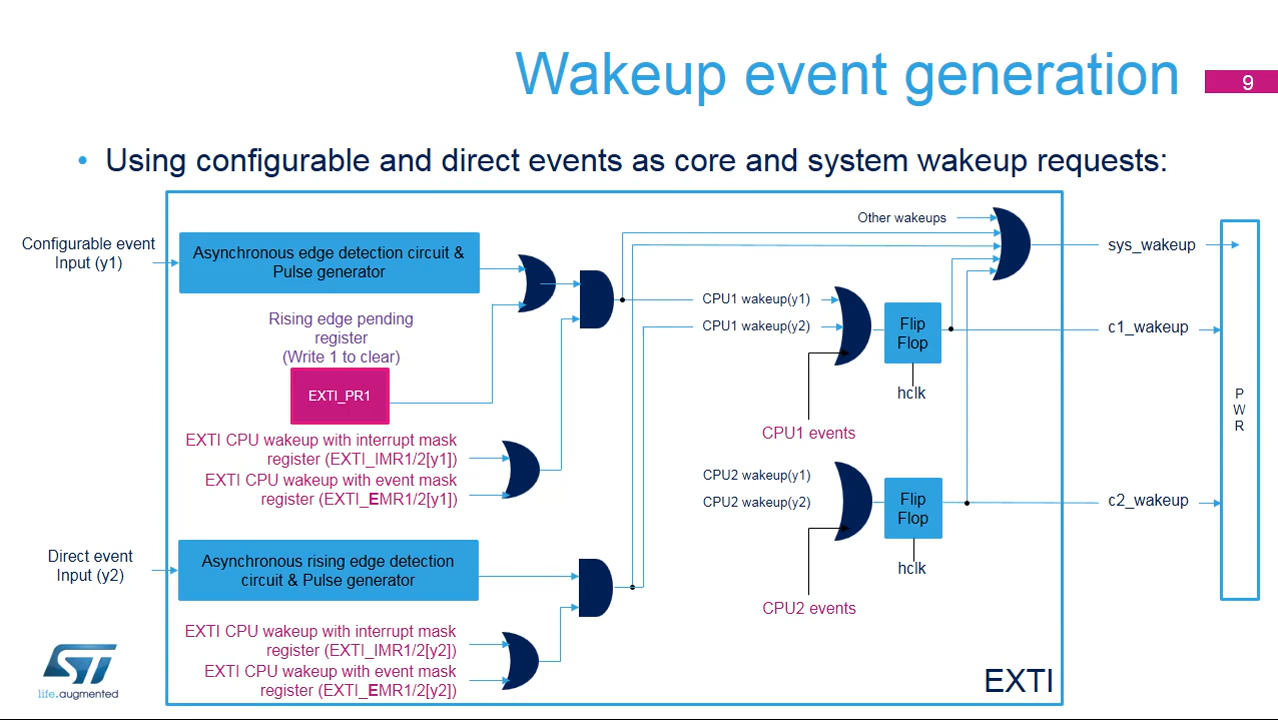 Wakeup event generation
9
• Using configurable and direct events as core and system wakeup requests:
Configurable event
Input (y1)
Asynchronous edge detection circuit &
Pulse generator
Rising edge pending
register
(Write 1 to clear)
EXTI_PR1
EXTI CPU wakeup with interrupt mask
register (EXTI_IMR1/2[y1])
EXTI CPU wakeup with event mask
register (EXTI_EMR1/2[y1])
Direct event
Input (y2)
Asynchronous rising edge detection
circuit & Pulse generator
EXTI CPU wakeup with interrupt mask
register (EXTI_IMR1/2[y2])
EXTI CPU wakeup with event mask
register (EXTI_EMR1/2[y2])
Other wakeups
CPU1 wakeup(y1)
CPU1 wakeup(y2)
Flip
Flop
hclk
CPU1 events
CPU2 wakeup(y1)
CPU2 wakeup(y2)
Flip
Flop
hclk
CPU2 events
sys_wakeup
c1_wakeup
c2_wakeup
P
W
R
EXTI
ST
life.augmented